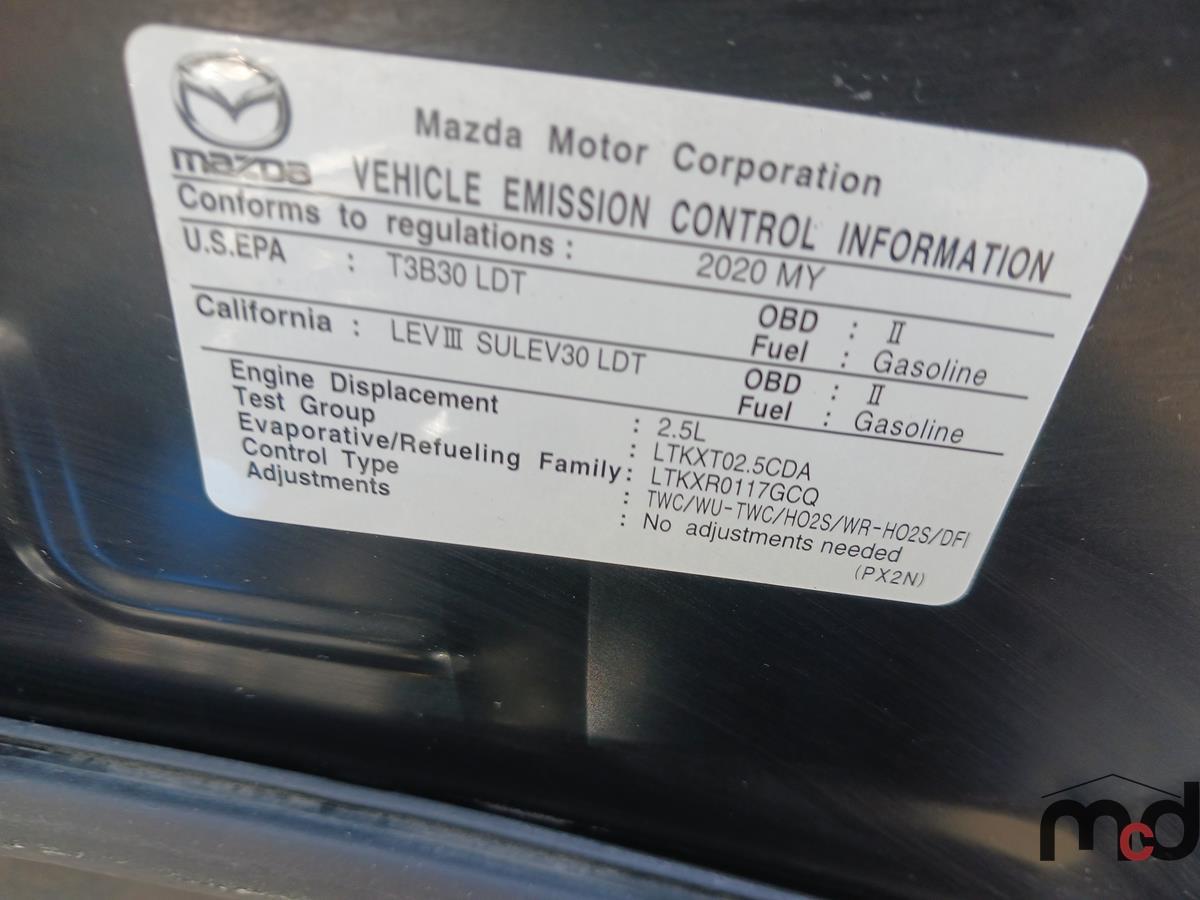 mazda
Mazda Motor Corporation
VEHICLE EMISSION CONTROL INFORMATION
Conforms to regulations : 2020 MY
U.S.EPA : T3B30 LDT OBD : II
Fuel : Gasoline
California : LEVIII SULEV30 LDT OBD : II
Fuel : Gasoline
Engine Displacement : 2.5L
Test Group : LTKXT02.5CDA
Evaporative/Refueling Family : LTKXR0117GCQ
Control Type : TWC/WU-TWC/HO2S/WR-HO2S/DFI
Adjustments : No adjustments needed
(PX2N)
mcd